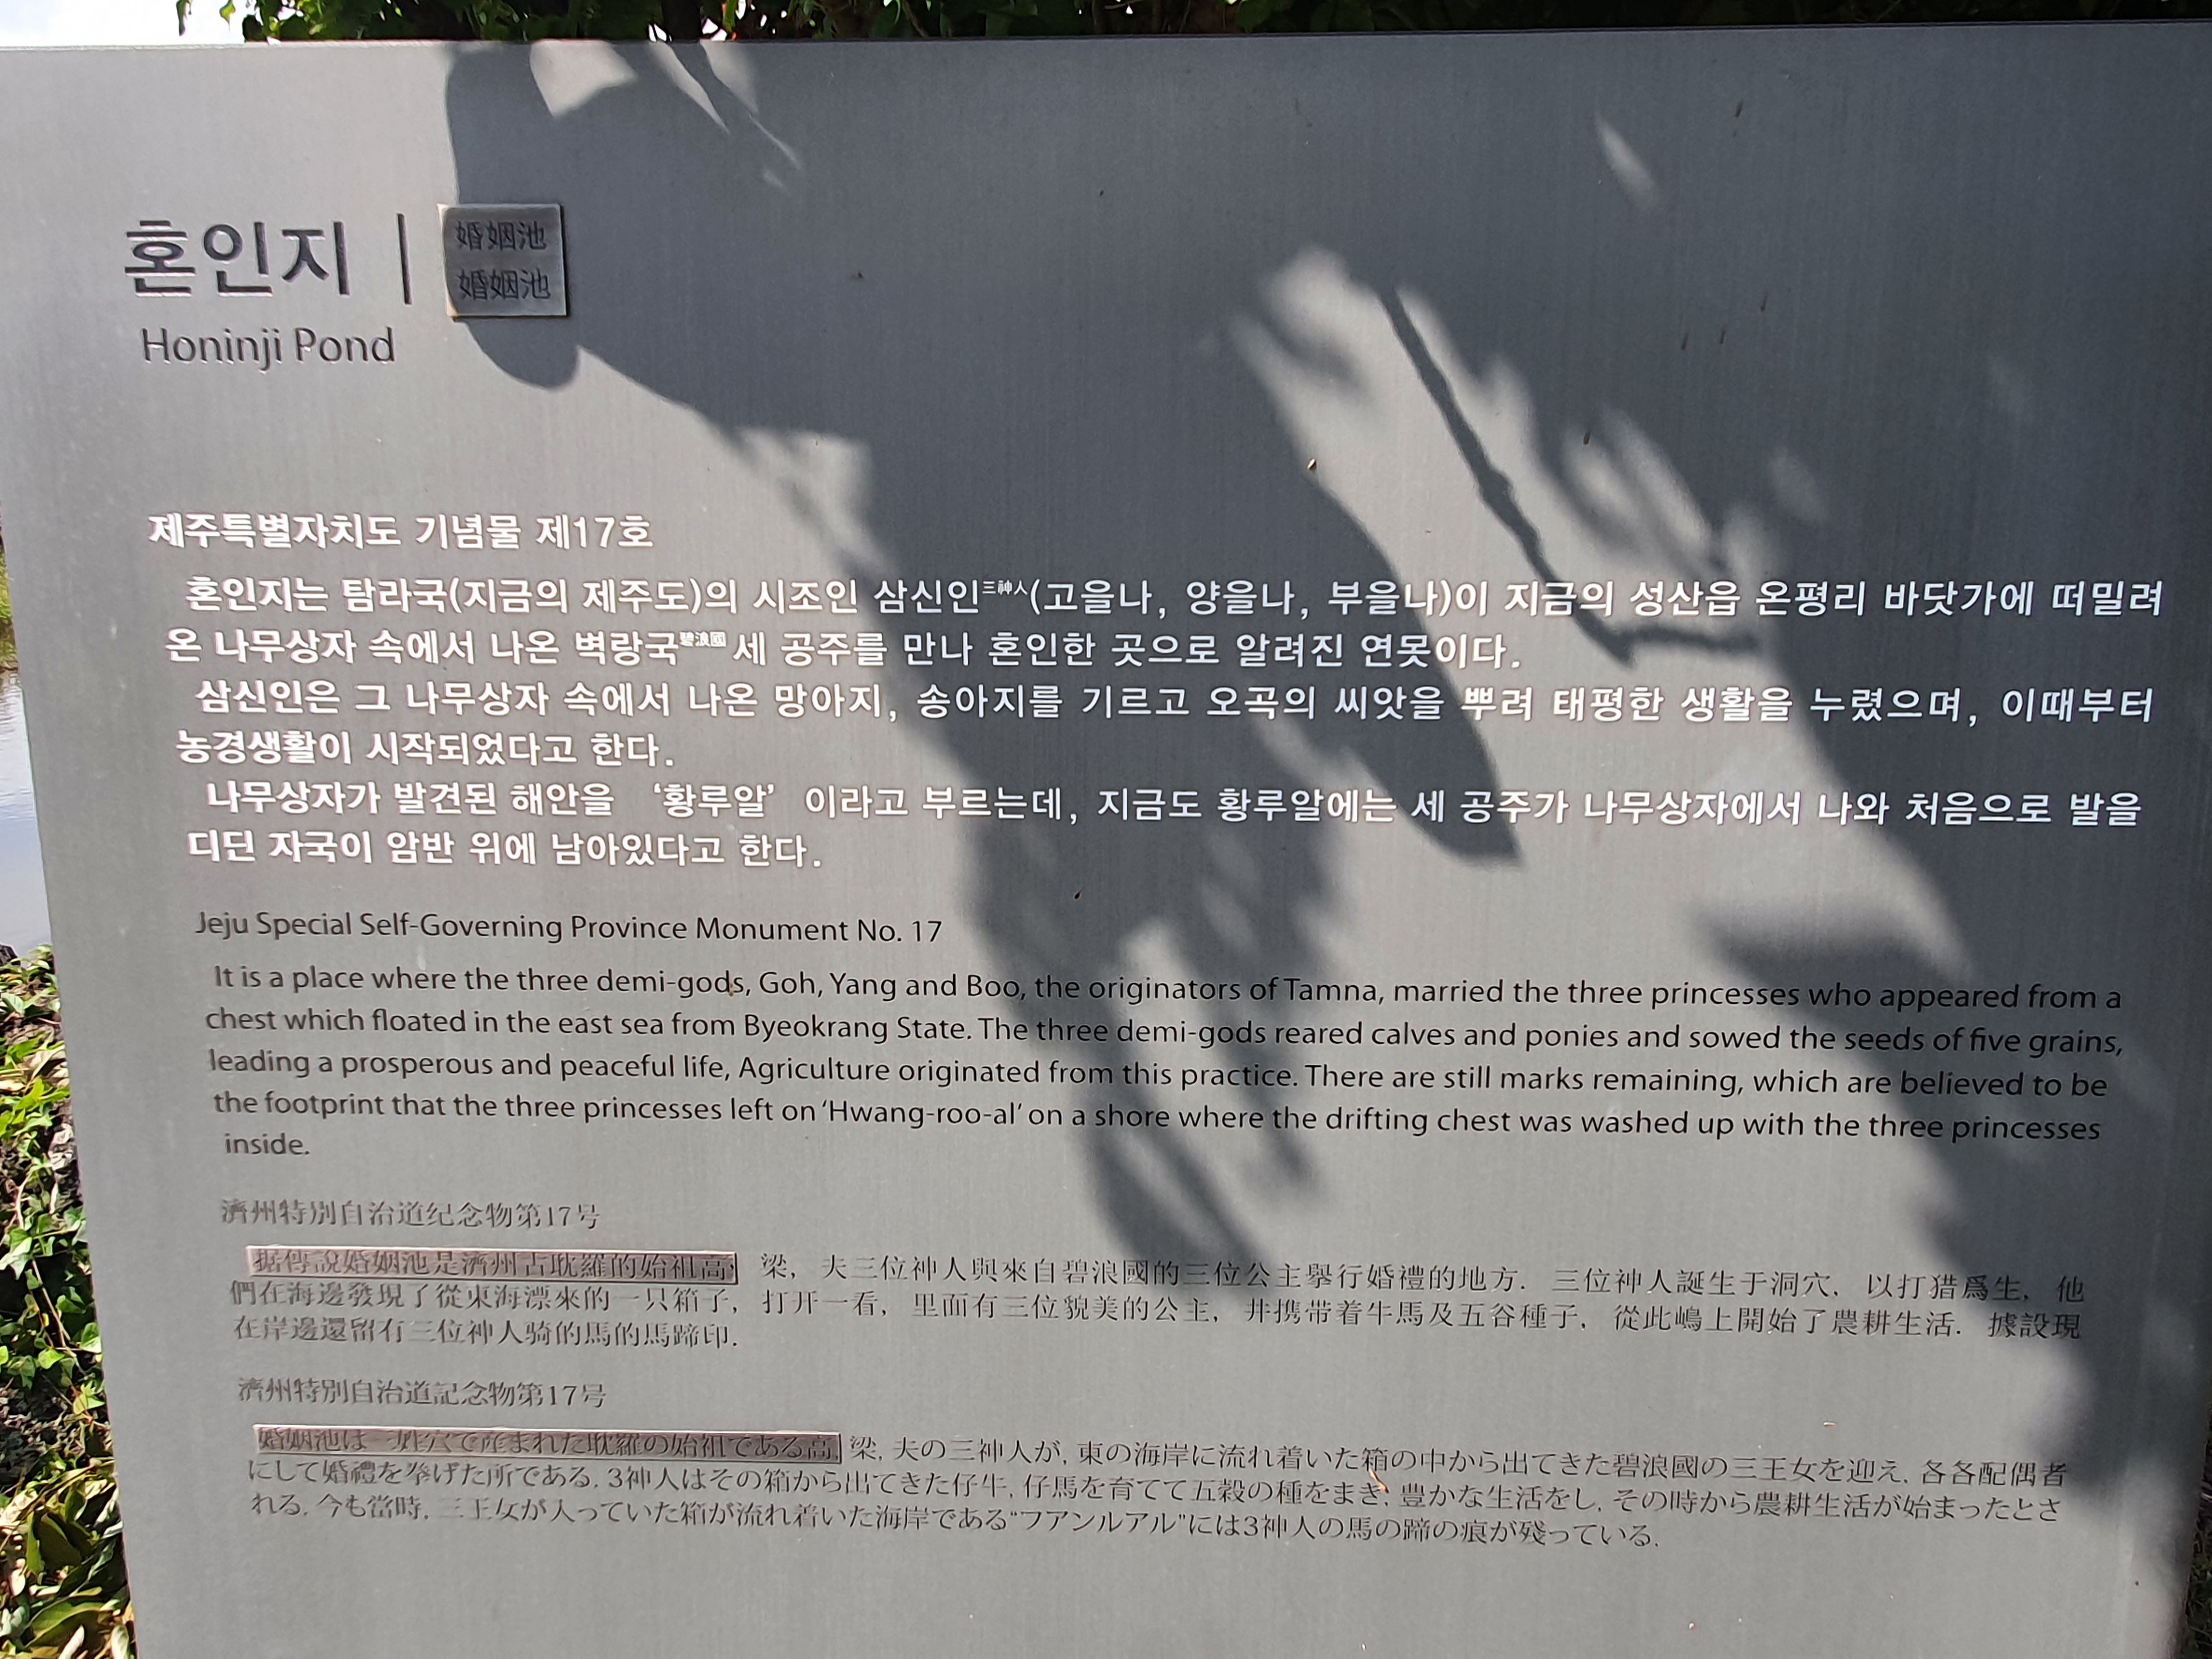 혼인지 | 婚姻池
婚姻池
Honinji Pond
제주특별자치도 기념물 제17호
혼인지는 탐라국(지금의 제주도)의 시조인 삼신인三神人(고을나, 양을나, 부을나)이 지금의 성산읍 온평리 바닷가에 떠밀려
온 나무상자 속에서 나온 벽랑국碧浪國 세 공주를 만나 혼인한 곳으로 알려진 연못이다.
삼신인은 그 나무상자 속에서 나온 망아지, 송아지를 기르고 오곡의 씨앗을 뿌려 태평한 생활을 누렸으며, 이때부터
농경생활이 시작되었다고 한다.
나무상자가 발견된 해안을 ‘황루알’ 이라고 부르는데, 지금도 황루알에는 세 공주가 나무상자에서 나와 처음으로 발을
디딘 자국이 암반 위에 남아있다고 한다.
Jeju Special Self-Governing Province Monument No. 17
It is a place where the three demi-gods, Goh, Yang and Boo, the originators of Tamna, married the three princesses who appeared from a
chest which floated in the east sea from Byeokrang State. The three demi-gods reared calves and ponies and sowed the seeds of five grains,
leading a prosperous and peaceful life, Agriculture originated from this practice. There are still marks remaining, which are believed to be
the footprint that the three princesses left on ‘Hwang-roo-al’ on a shore where the drifting chest was washed up with the three princesses
inside.
濟州特別自治道纪念物第17号
据傳說婚姻池是濟州古耽羅的始祖高, 梁, 夫三位神人與來自碧浪國的三位公主擧行婚禮的地方. 三位神人誕生于洞穴, 以打猎爲生, 他
們在海邊發現了從東海漂來的一只箱子, 打开一看, 里面有三位貌美的公主, 并携带着牛馬及五谷種子, 從此嶋上開始了農耕生活. 據設現
在岸邊還留有三位神人骑的馬的馬蹄印.
濟州特別自治道記念物第17号
婚姻池は三姓穴で産まれた耽羅の始祖である高, 梁, 夫の三神人が, 東の海岸に流れ着いた箱の中から出てきた碧浪國の三王女を迎え, 各各配偶者
にして婚禮を挙げた所である. 3神人はその箱から出てきた仔牛, 仔馬を育てて五穀の種をまき, 豊かな生活をし, その時から農耕生活が始まったとさ
れる. 今も當時, 三王女が入っていた箱が流れ着いた海岸である“フアンルアル”には3神人の馬の蹄の痕が殘っている.